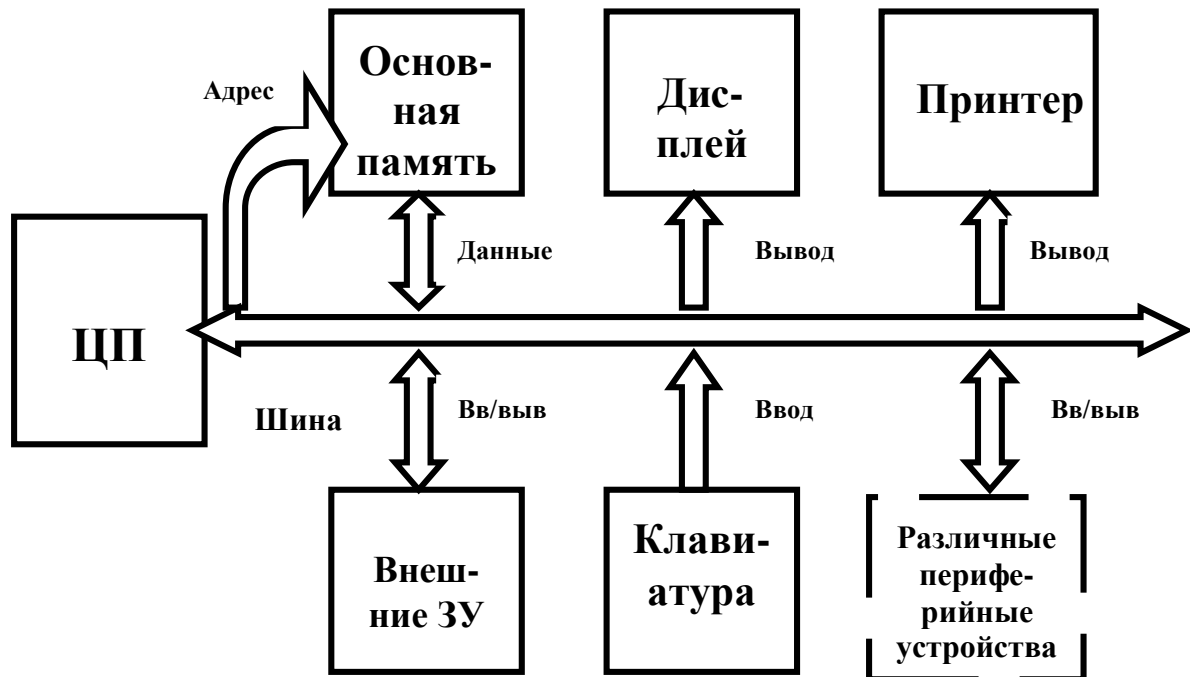 Адрес
Основ-
ная
память
Дис-
плей
Принтер
Данные
Вывод
Вывод
ЦП
Шина
Вв/выв
Ввод
Вв/выв
Внеш-
ние ЗУ
Клави-
атура
Различные
перифе-
рийные
устройства